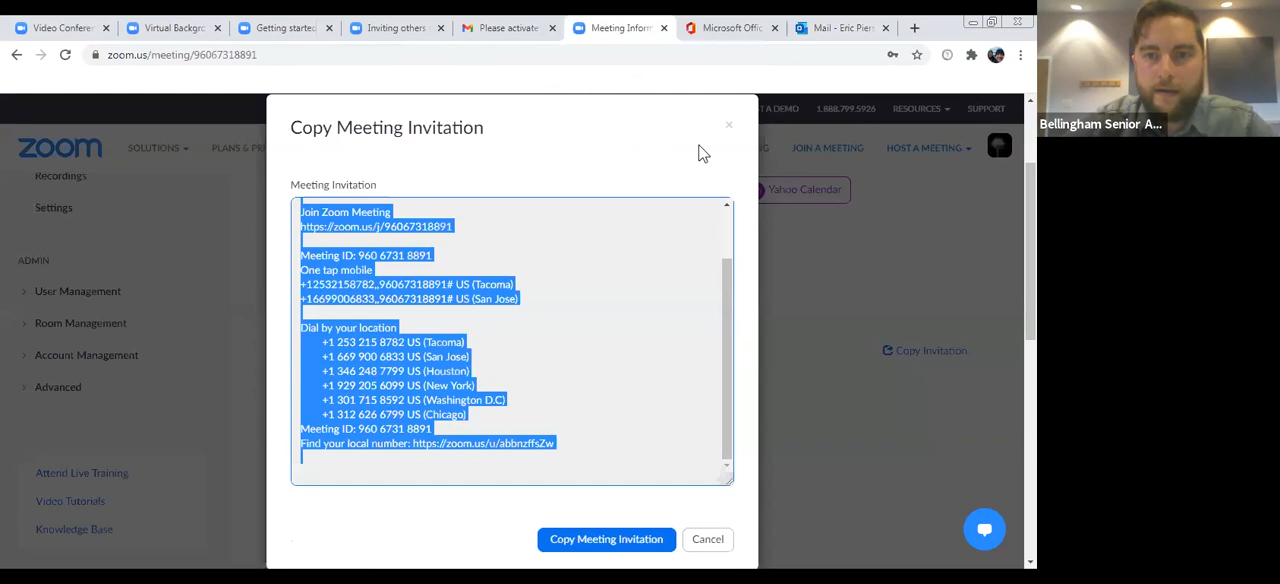 Video Confere
Virtual Backgr
Getting starte
Inviting others
Please activate
Meeting Inform
Microsoft Offic
Mail - Eric Piers
zoom.us/meeting/96067318891
T A DEMO
1.888.799.5926
RESOURCES
SUPPORT
zoom
SOLUTIONS
PLANS & PRI
NG
JOIN A MEETING
HOST A MEETING
Bellingham Senior A...
Recordings
Settings
ADMIN
User Management
Room Management
Account Management
Advanced
Attend Live Training
Video Tutorials
Knowledge Base
Copy Meeting Invitation
×
Meeting Invitation
Join Zoom Meeting
https://zoom.us/j/96067318891
Meeting ID: 960 6731 8891
One tap mobile
+12532158782,,96067318891# US (Tacoma)
+16699006833,,96067318891# US (San Jose)
Dial by your location
+1 253 215 8782 US (Tacoma)
+1 669 900 6833 US (San Jose)
+1 346 248 7799 US (Houston)
+1 929 205 6099 US (New York)
+1 301 715 8592 US (Washington D.C)
+1 312 626 6799 US (Chicago)
Meeting ID: 960 6731 8891
Find your local number: https://zoom.us/u/abbnzffsZw
Copy Meeting Invitation
Cancel
Yahoo Calendar
Copy Invitation